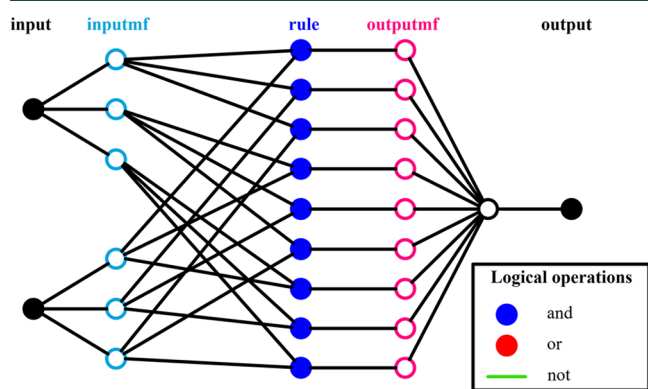 input inputmf rule outputmf output
Logical operations
and
or
not